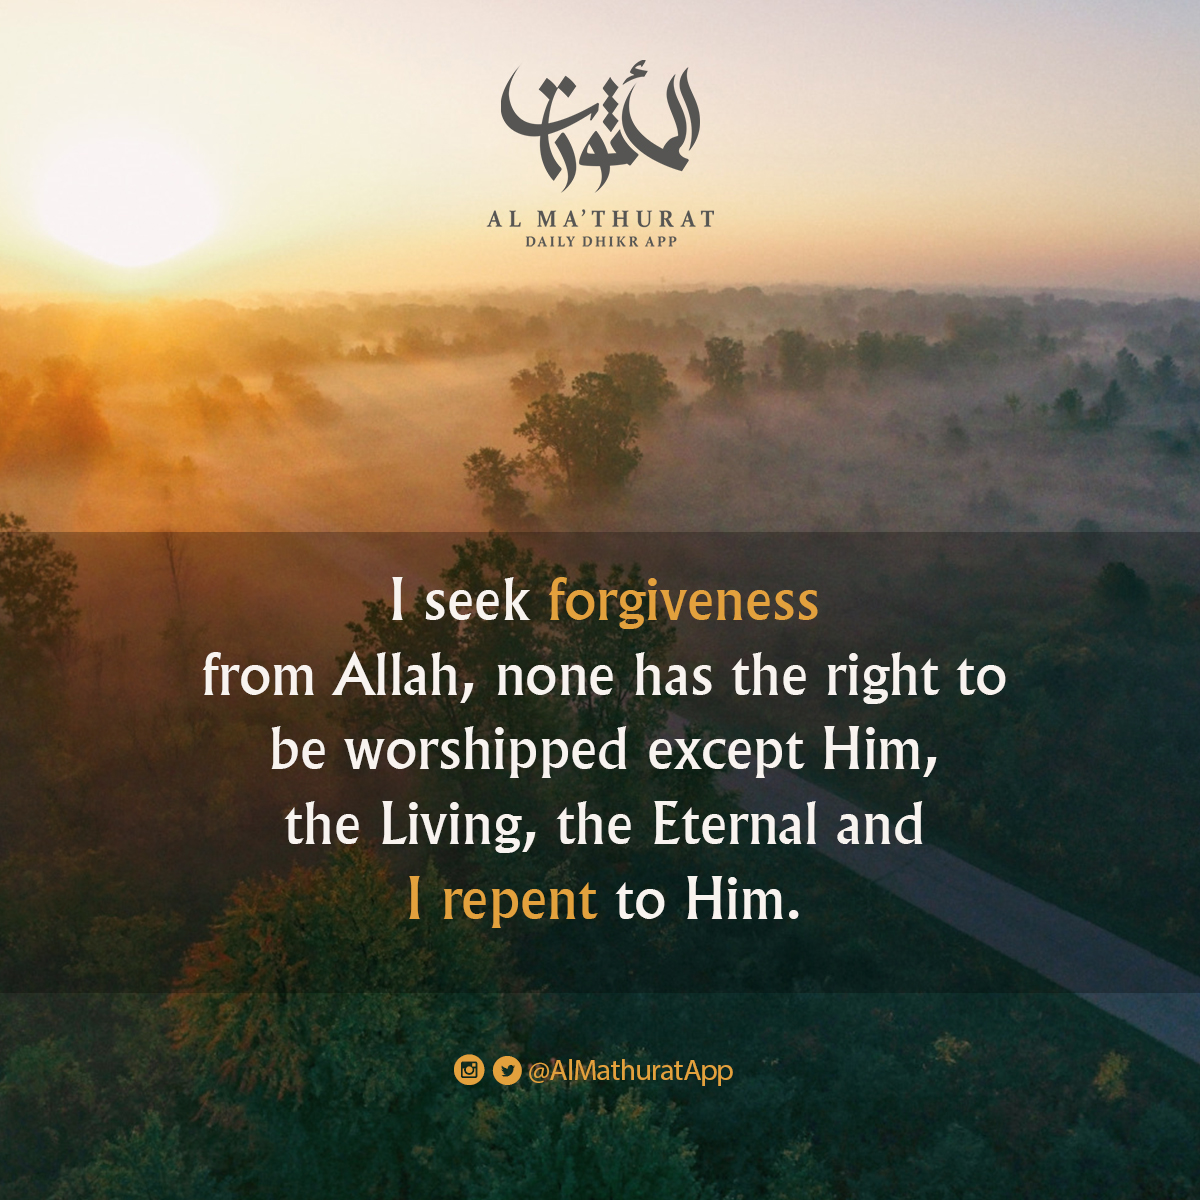 المأثورات
AL MA'THURAT
DAILY DHIKR APP
I seek forgiveness
from Allah, none has the right to
be worshipped except Him,
the Living, the Eternal and
I repent to Him.
@AlMathuratApp